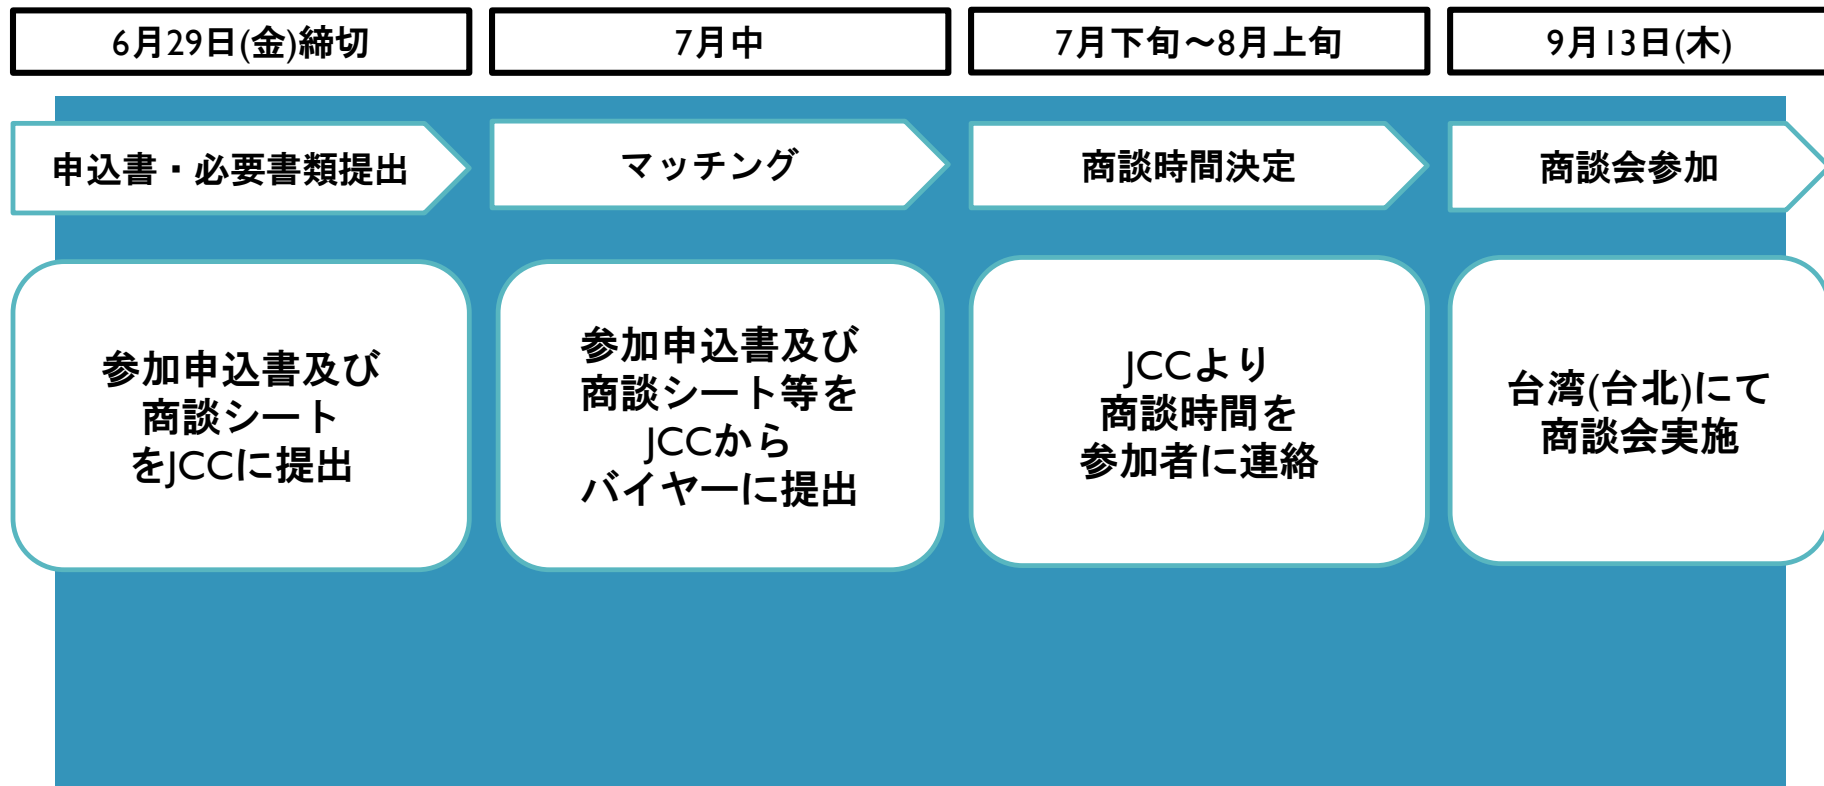 6月29日(金)締切
7月中
7月下旬～8月上旬
9月13日(木)
申込書・必要書類提出
マッチング
商談時間決定
商談会参加
参加申込書及び
商談シート
をJCCに提出
参加申込書及び
商談シート等を
JCCから
バイヤーに提出
JCCより
商談時間を
参加者に連絡
台湾(台北)にて
商談会実施